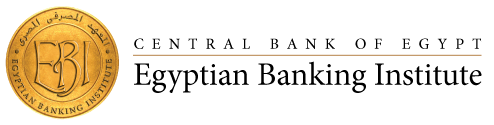 المعهد المصرفي المصري
EBI
EGYPTIAN BANKING INSTITUTE
CENTRAL BANK OF EGYPT
Egyptian Banking Institute